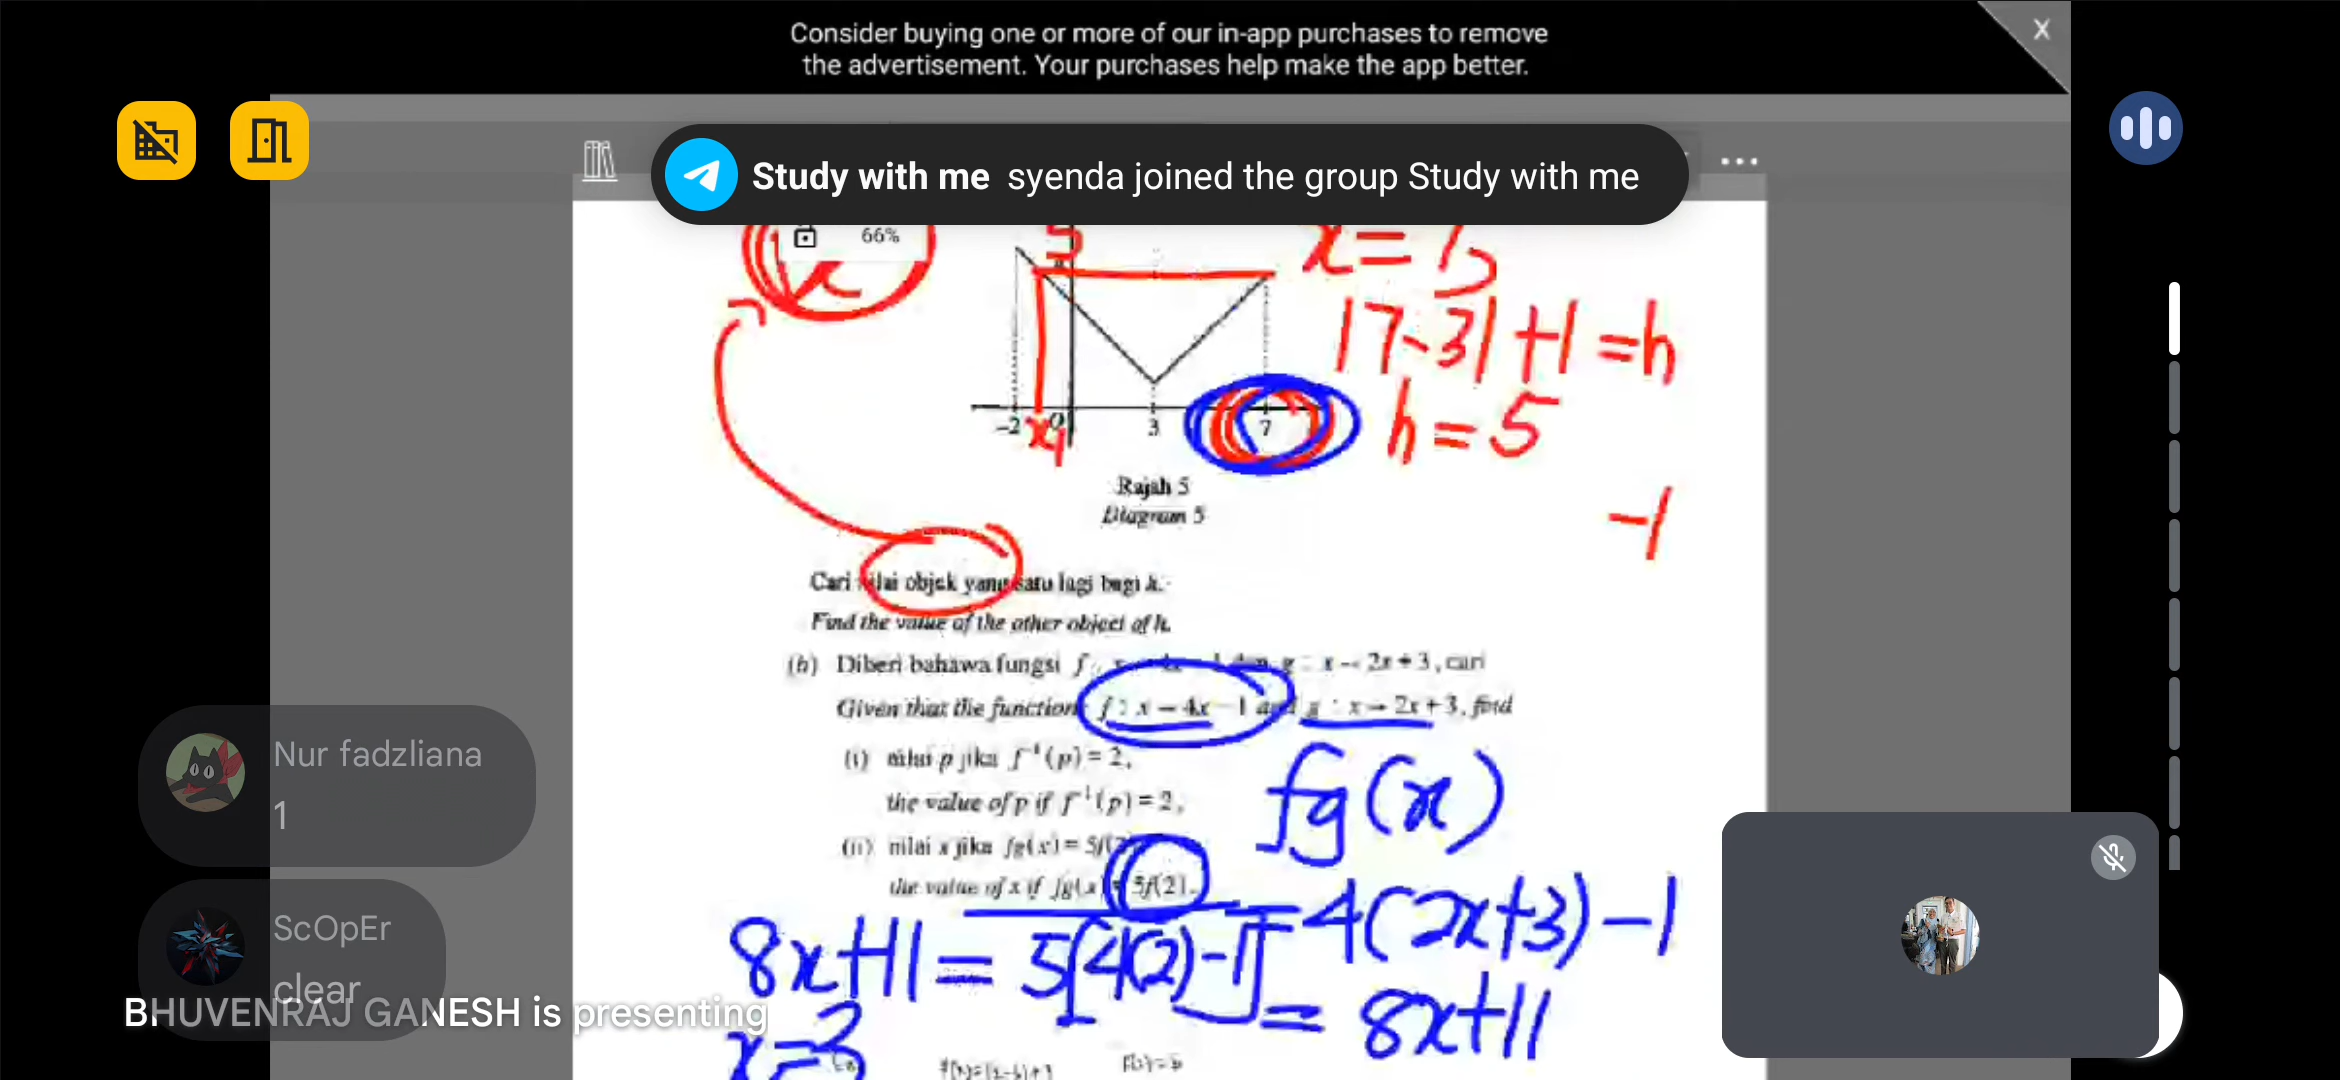 Consider buying one or more of our in-app purchases to remove
the advertisement. Your purchases help make the app better.
X
Study with me syenda joined the group Study with me
66%
5
x=
|7-3|+1=h
h=5
-2
0
3
7
-1
Rajah 5
Diagram 5
Cari nilai objek yang satu lagi bagi h.
Find the value of the other object of h.
(b) Diberi bahawa fungsi f : x → 2x + 3, cari
Given that the function f : x → 4x - 1 and g : x → 2x + 3, find
(i) nilai p jika f⁻¹(p) = 2,
the value of p if f⁻¹(p) = 2,
fg(x)
(ii) nilai x jika fg(x) = 5f(2)
the value of x if fg(x) = 5f(2).
=4(2x+3)-1
8x+11=5[4(2)-1]
=8x+11
x=3
Nur fadzliana
1
ScOpEr
clear
BHUVENRAJ GANESH is presenting